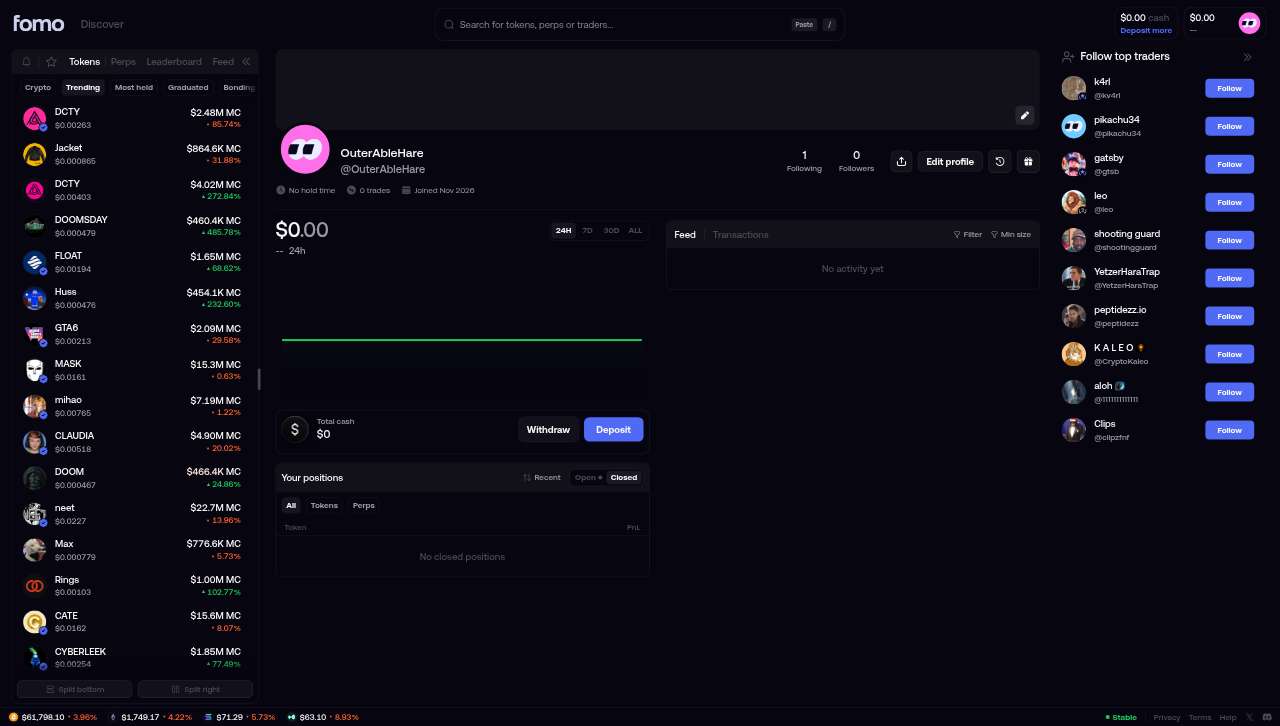 fomo Discover
Search for tokens, perps or traders... Paste /
$0.00 cash
Deposit more
$0.00
—
Tokens Perps Leaderboard Feed
Crypto Trending Most held Graduated Bonding
DCTY $2.48M MC
$0.00263 85.74%
Jacket $864.6K MC
$0.000865 31.88%
DCTY $4.02M MC
$0.00403 272.84%
DOOMSDAY $460.4K MC
$0.000479 485.78%
FLOAT $1.65M MC
$0.00194 68.62%
Huss $454.1K MC
$0.000476 232.60%
GTA6 $2.09M MC
$0.00213 29.58%
MASK $15.3M MC
$0.0161 0.63%
mihao $7.19M MC
$0.00765 1.22%
CLAUDIA $4.90M MC
$0.00518 20.02%
DOOM $466.4K MC
$0.000467 24.86%
neet $22.7M MC
$0.0227 13.96%
Max $776.6K MC
$0.000779 5.73%
Rings $1.00M MC
$0.00103 102.77%
CATE $15.6M MC
$0.0162 8.07%
CYBERLEEK $1.85M MC
$0.00254 77.49%
Split bottom Split right
OuterAbleHare
@OuterAbleHare
1 Following
0 Followers
Edit profile
No hold time 0 trades Joined Nov 2026
$0.00
-- 24h
24H 7D 30D ALL
Total cash
$0
Withdraw Deposit
Your positions Recent Open Closed
All Tokens Perps
Token PnL
No closed positions
Feed Transactions Filter Min size
No activity yet
Follow top traders
k4rl
@kv4rl
Follow
pikachu34
@pikachu34
Follow
gatsby
@gtsb
Follow
leo
@leo
Follow
shooting guard
@shootingguard
Follow
YetzerHaraTrap
@YetzerHaraTrap
Follow
peptidezz.io
@peptidezz
Follow
K A L E O
@CryptoKaleo
Follow
aloh
Follow
Clips
@clipzfnf
Follow
$61,798.10 3.96% $1,749.17 4.22% $71.29 5.73% $63.10 8.93%
Stable Privacy Terms Help